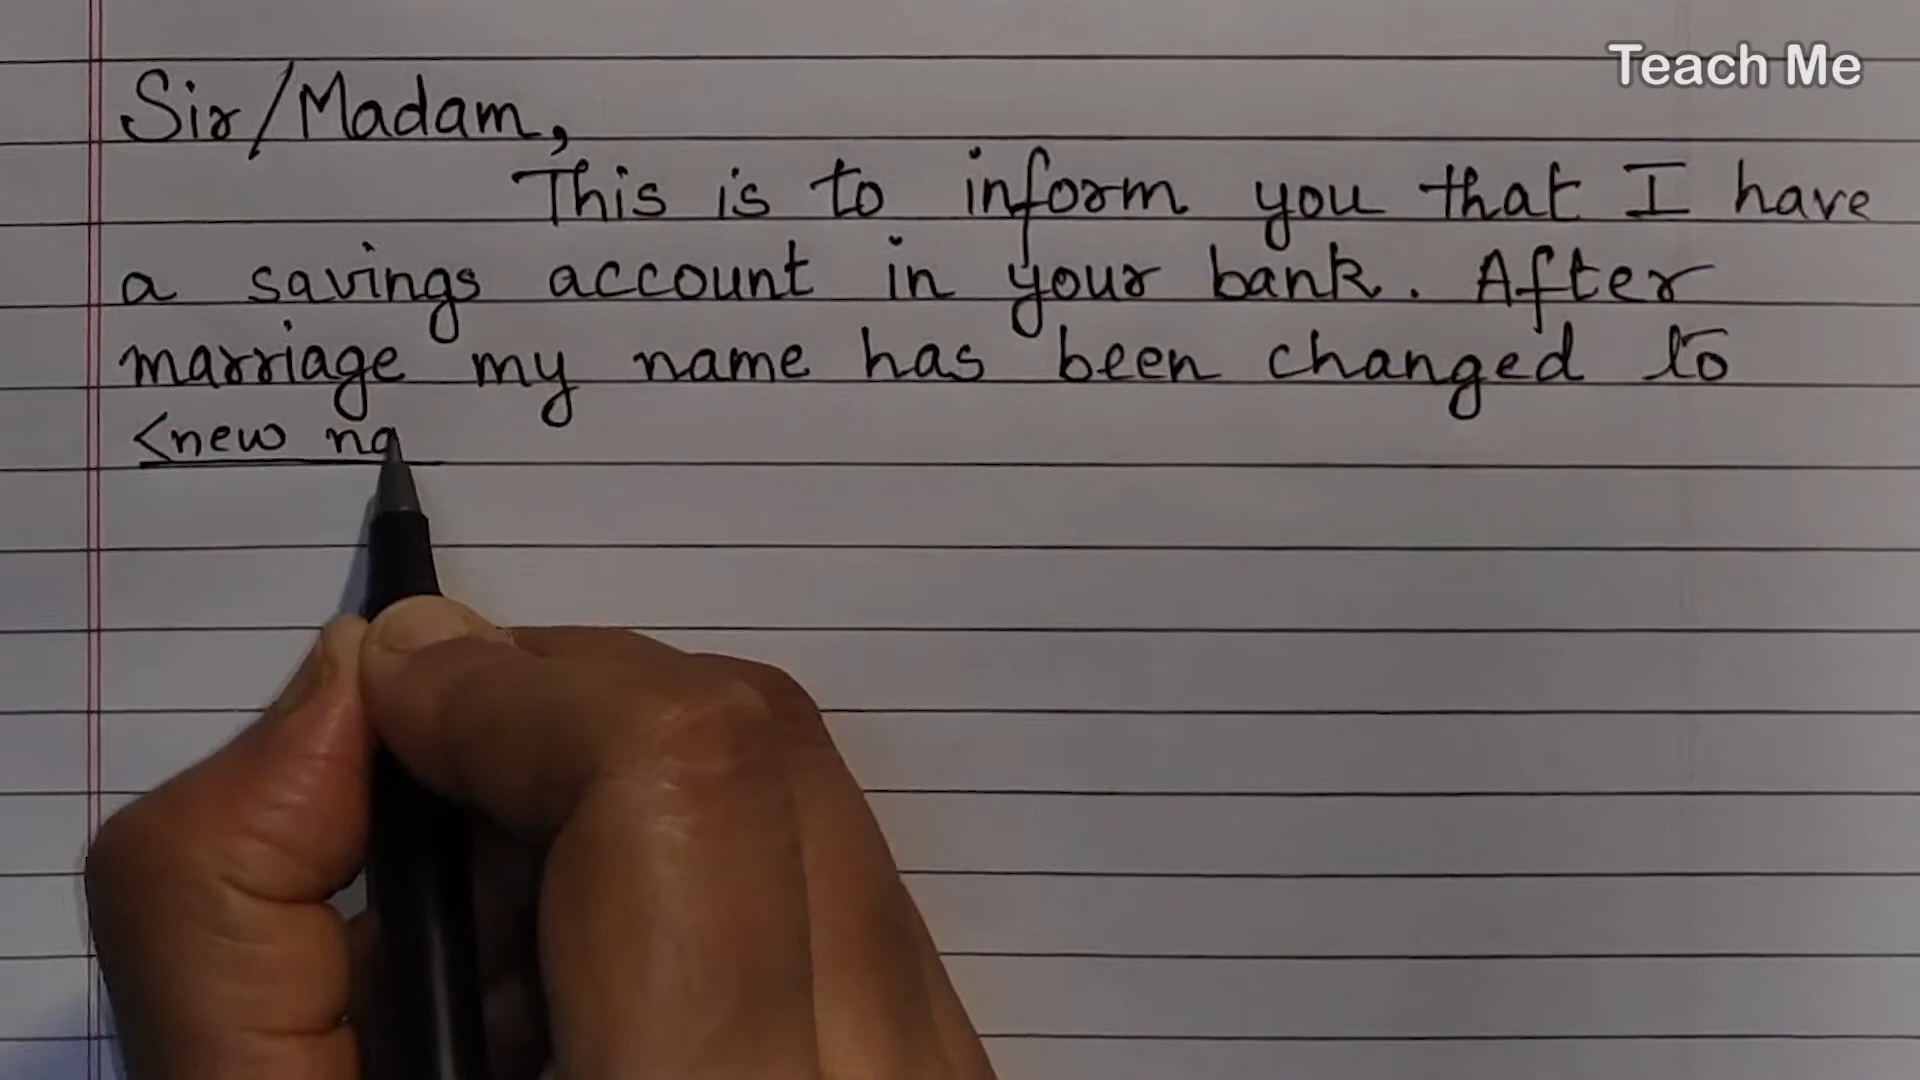 Teach Me
Sir/Madam,
This is to inform you that I have
a savings account in your bank. After
marriage my name has been changed to
<new na